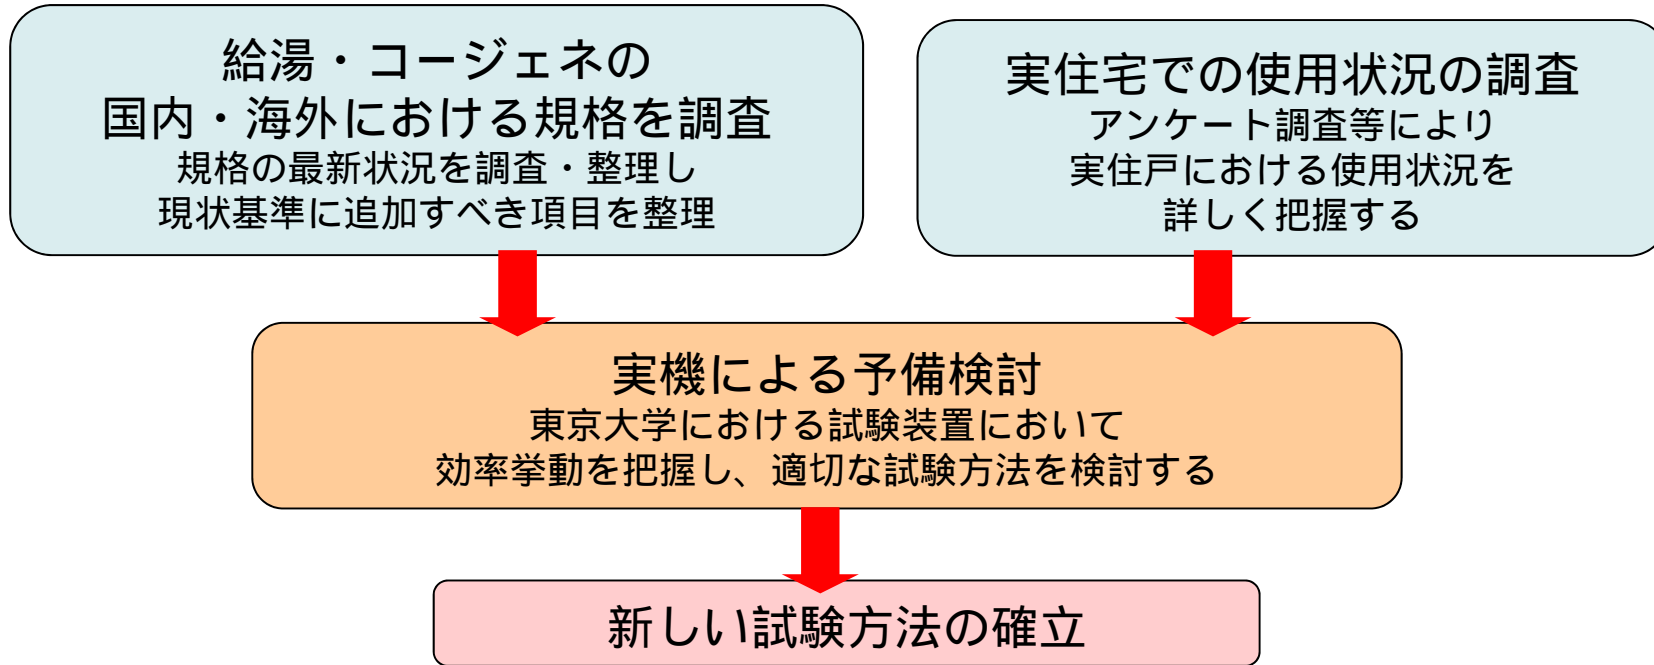 給湯・コージェネの
国内・海外における規格を調査
規格の最新状況を調査・整理し
現状基準に追加すべき項目を整理
実住宅での使用状況の調査
アンケート調査等により
実住戸における使用状況を
詳しく把握する
実機による予備検討
東京大学における試験装置において
効率挙動を把握し、適切な試験方法を検討する
新しい試験方法の確立